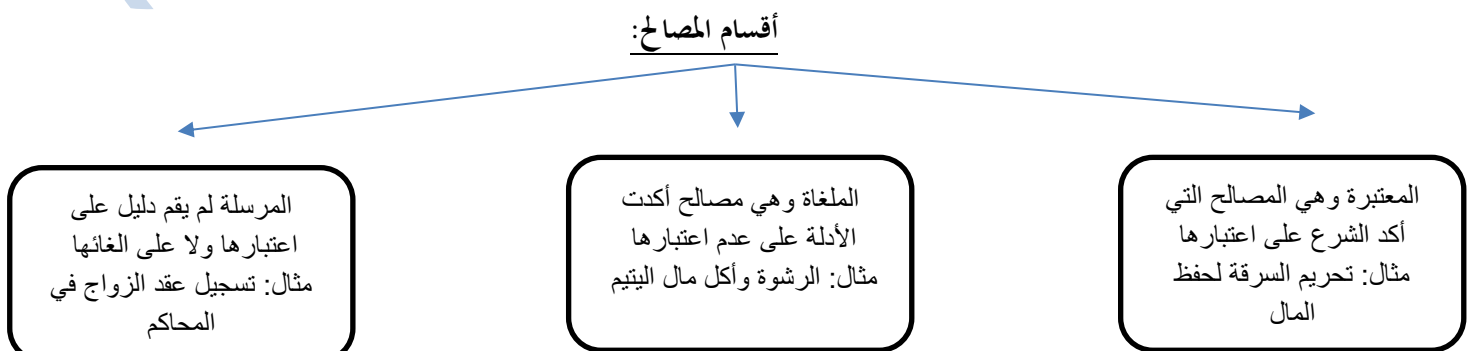 أقسام المصالح:
المعتبرة وهي المصالح التي
أكد الشرع على اعتبارها
مثال: تحريم السرقة لحفظ
المال
الملغاة وهي مصالح أكدت
الأدلة على عدم اعتبارها
مثال: الرشوة وأكل مال اليتيم
المرسلة لم يقم دليل على
اعتبارها ولا على الغائها
مثال: تسجيل عقد الزواج في
المحاكم